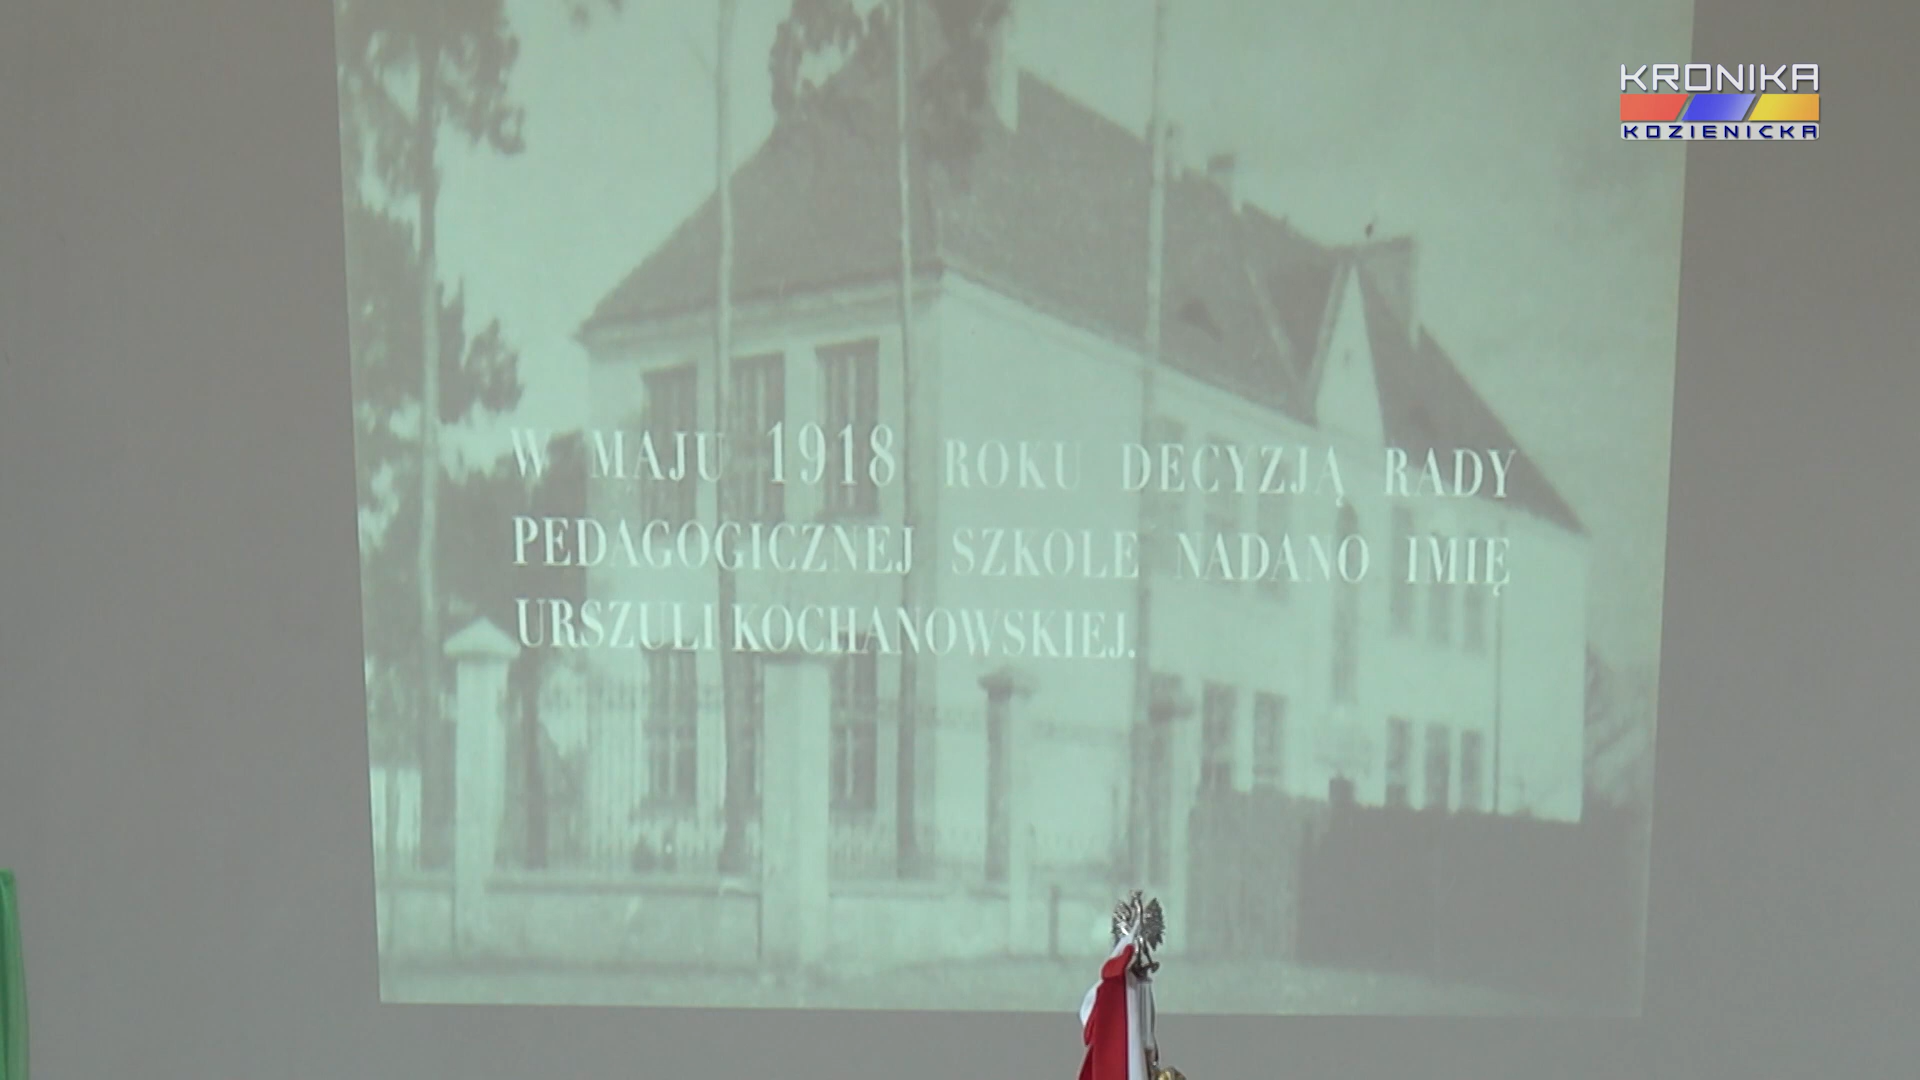 KRONIKA
KOZIENICKA
W MAJU 1918 ROKU DECYZJĄ RADY
PEDAGOGICZNEJ SZKOLE NADANO IMIĘ
URSZULI KOCHANOWSKIEJ.